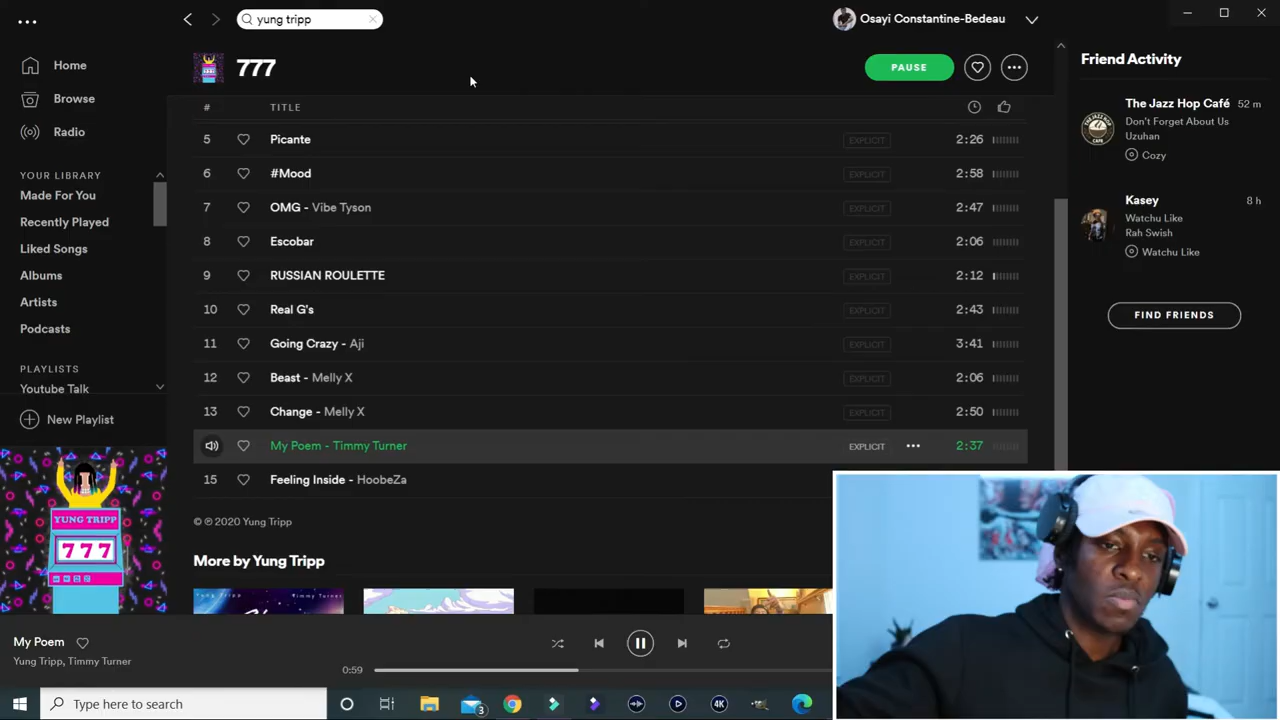 yung tripp
Osayi Constantine-Bedeau
Home
Browse
Radio
YOUR LIBRARY
Made For You
Recently Played
Liked Songs
Albums
Artists
Podcasts
PLAYLISTS
Youtube Talk
New Playlist
YUNG TRIPP
777
777
PAUSE
# TITLE
5 Picante EXPLICIT 2:26
6 #Mood EXPLICIT 2:58
7 OMG - Vibe Tyson EXPLICIT 2:47
8 Escobar EXPLICIT 2:06
9 RUSSIAN ROULETTE EXPLICIT 2:12
10 Real G's EXPLICIT 2:43
11 Going Crazy - Aji EXPLICIT 3:41
12 Beast - Melly X EXPLICIT 2:06
13 Change - Melly X EXPLICIT 2:50
My Poem - Timmy Turner EXPLICIT 2:37
15 Feeling Inside - HoobeZa
© ℗ 2020 Yung Tripp
More by Yung Tripp
Yung Tripp Timmy Turner
Friend Activity
The Jazz Hop Café 52 m
Don't Forget About Us
Uzuhan
Cozy
Kasey 8 h
Watchu Like
Rah Swish
Watchu Like
FIND FRIENDS
My Poem
Yung Tripp, Timmy Turner
0:59
Type here to search
3
4K